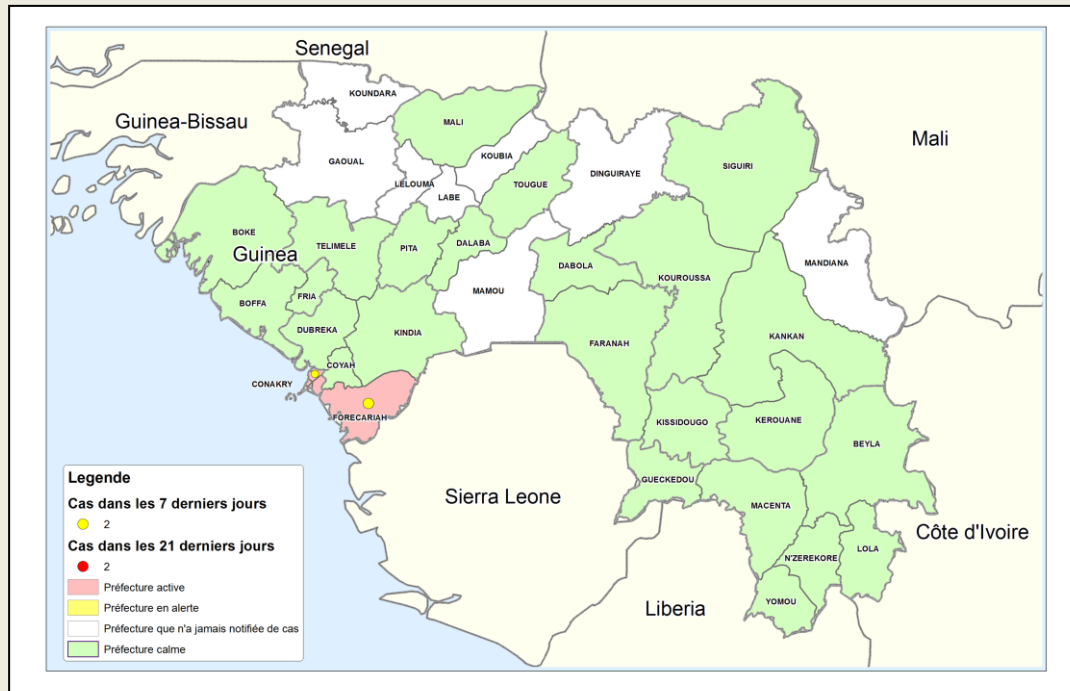 Senegal
KOUNDARA
Guinea-Bissau
MALI
Mali
GAOUAL
KOUBIA
SIGUIRI
LELOUMA
DINGUIRAYE
TOUGUE
LABE
BOKE
TELIMELE
PITA
DALABA
Guinea
DABOLA
MANDIANA
KOUROUSSA
MAMOU
FRIA
BOFFA
DUBREKA
KINDIA
KANKAN
FARANAH
COYAH
CONAKRY
FORECARIAH
KISSIDOUGO
KEROUANE
BEYLA
GUECKEDOU
Sierra Leone
MACENTA
Côte d'Ivoire
LOLA
N'ZEREKORE
YOMOU
Liberia
Legende
Cas dans les 7 derniers jours
2
Cas dans les 21 derniers jours
2
Préfecture active
Préfecture en alerte
Préfecture que n'a jamais notifiée de cas
Préfecture calme